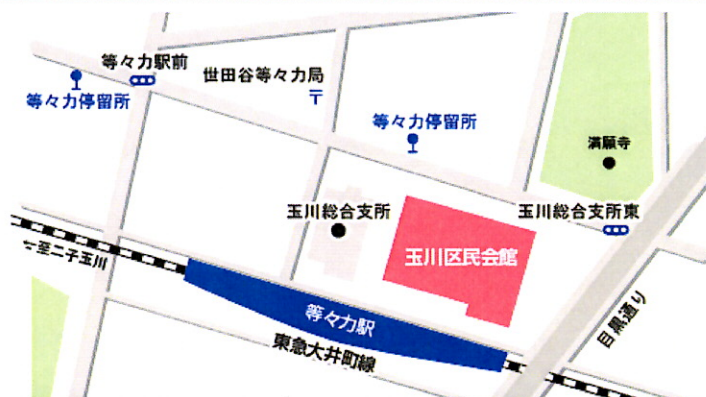 等々力駅前
世田谷等々力局
〒
等々力停留所
等々力停留所
満願寺
玉川総合支所
玉川総合支所東
玉川区民会館
←至二子玉川
等々力駅
東急大井町線
目黒通り